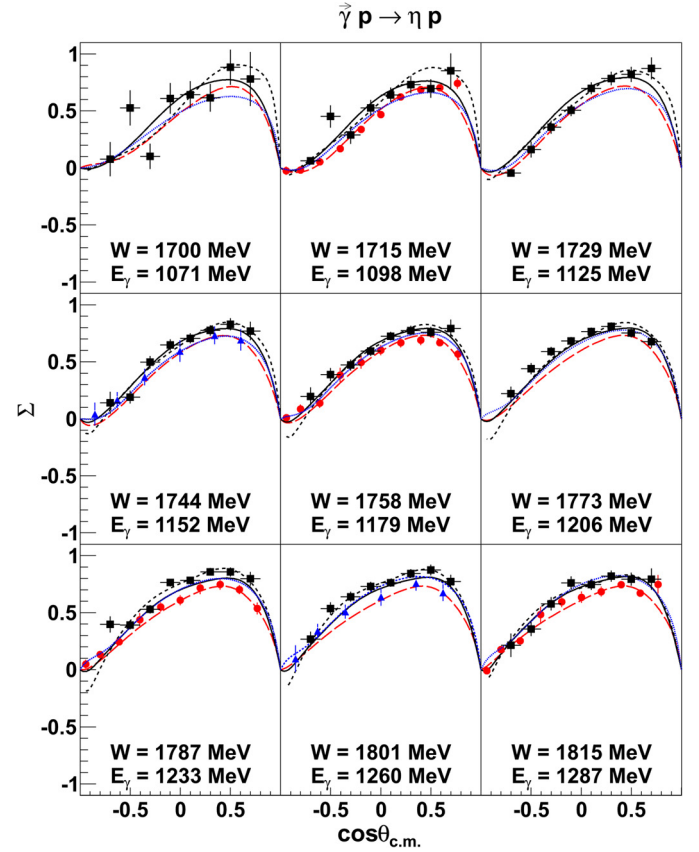 γ⃗ p → η p
1
0.5
0
-0.5
-1
W = 1700 MeV
Eγ = 1071 MeV
W = 1715 MeV
Eγ = 1098 MeV
W = 1729 MeV
Eγ = 1125 MeV
1
0.5
0
-0.5
-1
Σ
W = 1744 MeV
Eγ = 1152 MeV
W = 1758 MeV
Eγ = 1179 MeV
W = 1773 MeV
Eγ = 1206 MeV
1
0.5
0
-0.5
-1
W = 1787 MeV
Eγ = 1233 MeV
W = 1801 MeV
Eγ = 1260 MeV
W = 1815 MeV
Eγ = 1287 MeV
-0.5 0 0.5 -0.5 0 0.5 -0.5 0 0.5
cosθc.m.